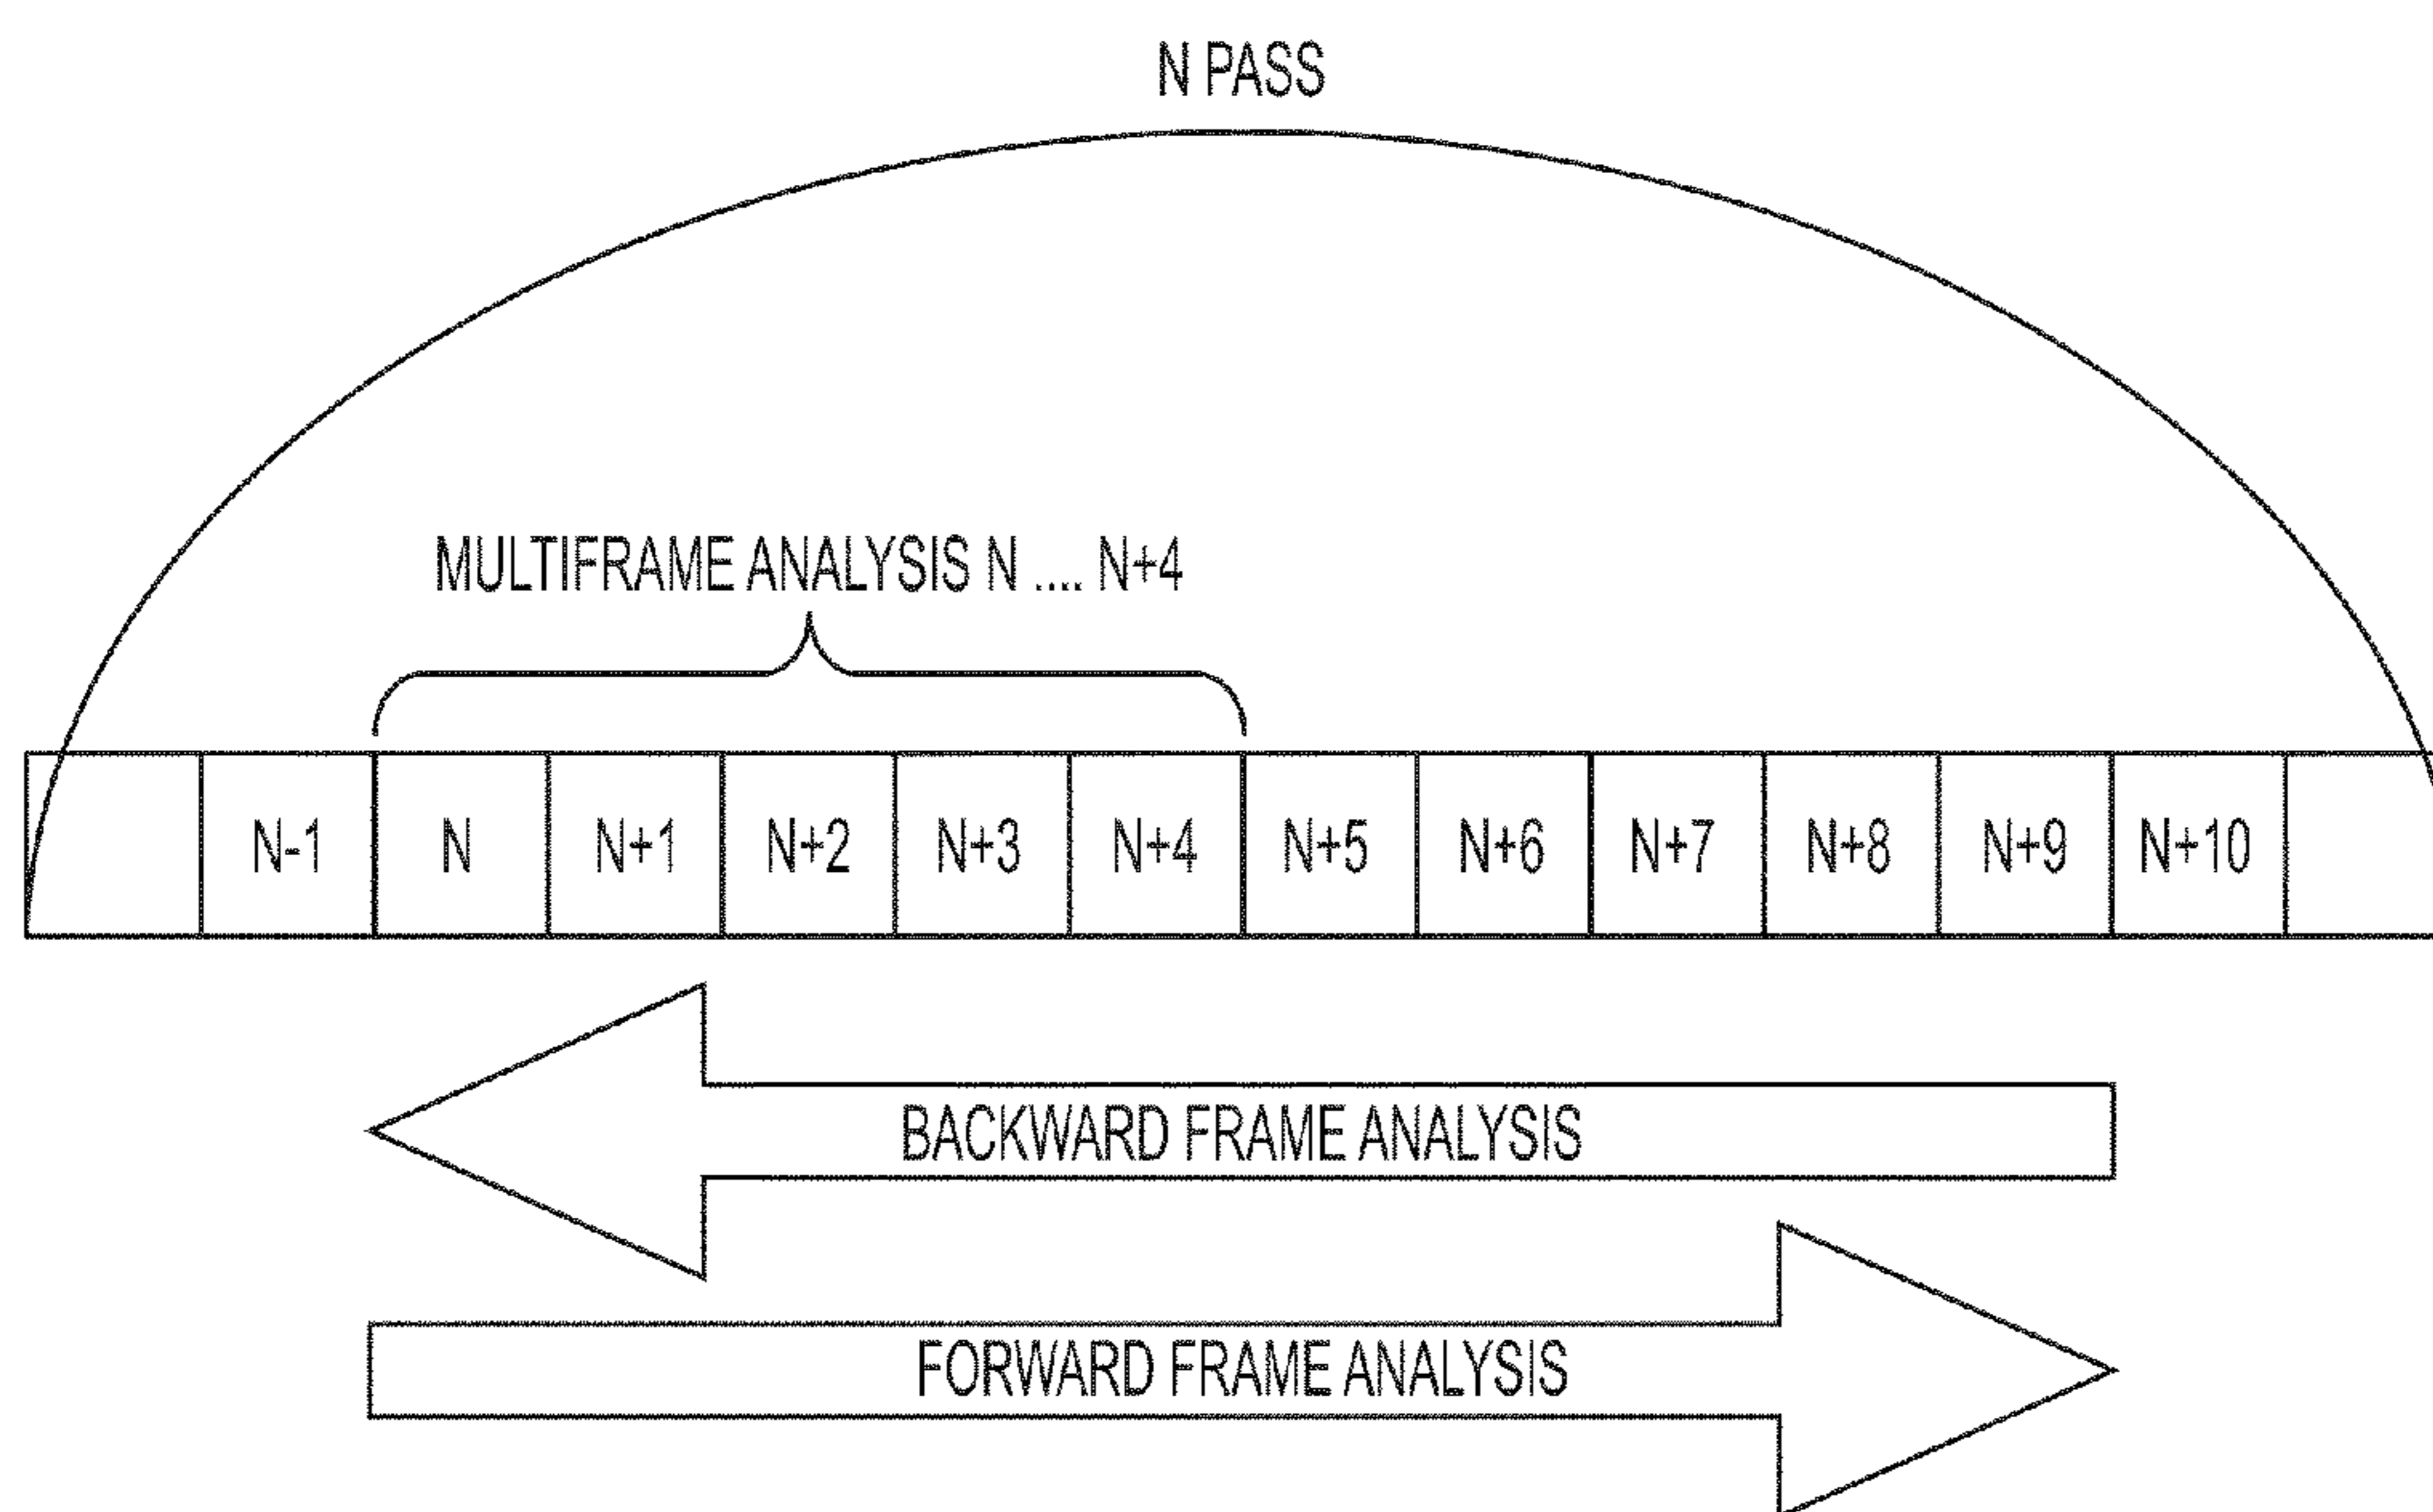 N PASS
MULTIFRAME ANALYSIS N .... N+4
N-1 N N+1 N+2 N+3 N+4 N+5 N+6 N+7 N+8 N+9 N+10
BACKWARD FRAME ANALYSIS
FORWARD FRAME ANALYSIS